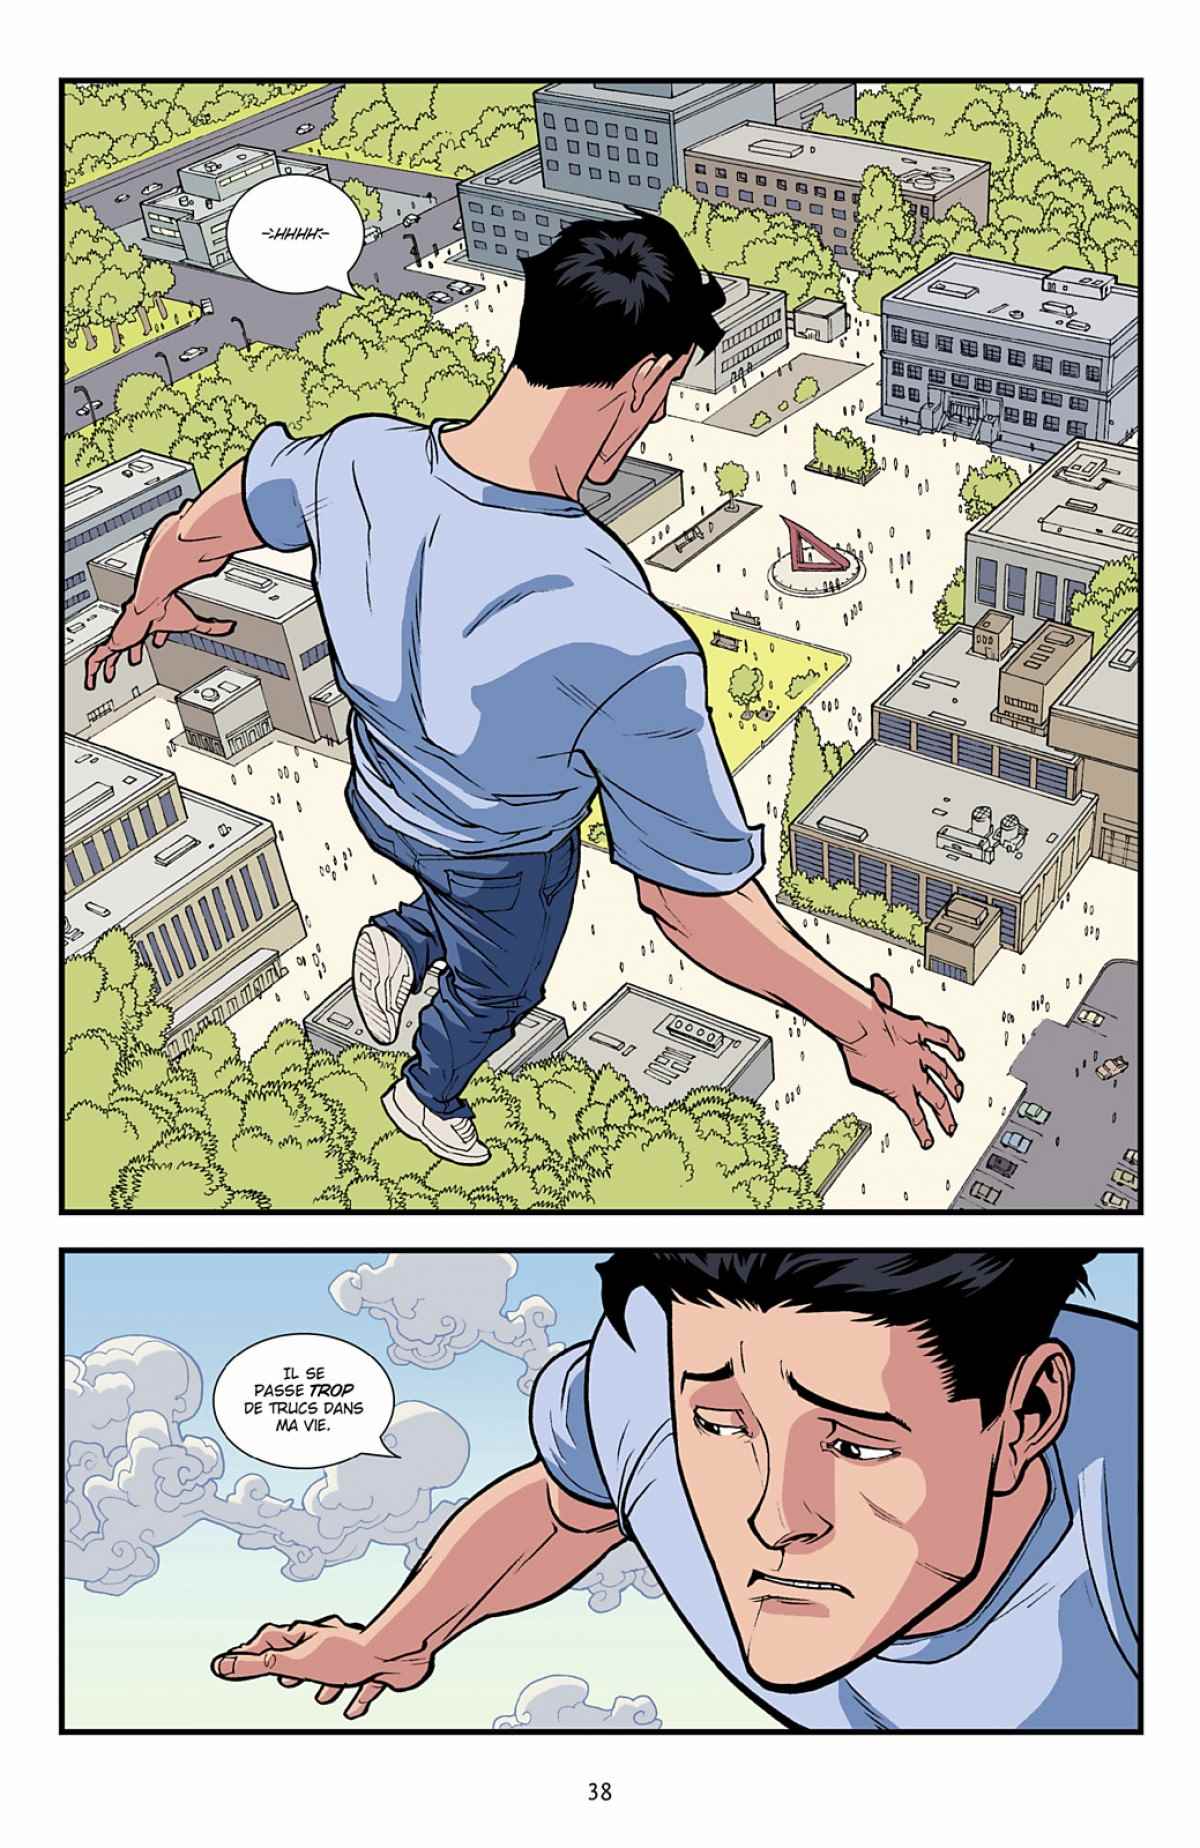 -HHHH-
IL SE
PASSE TROP
DE TRUCS DANS
MA VIE.
38